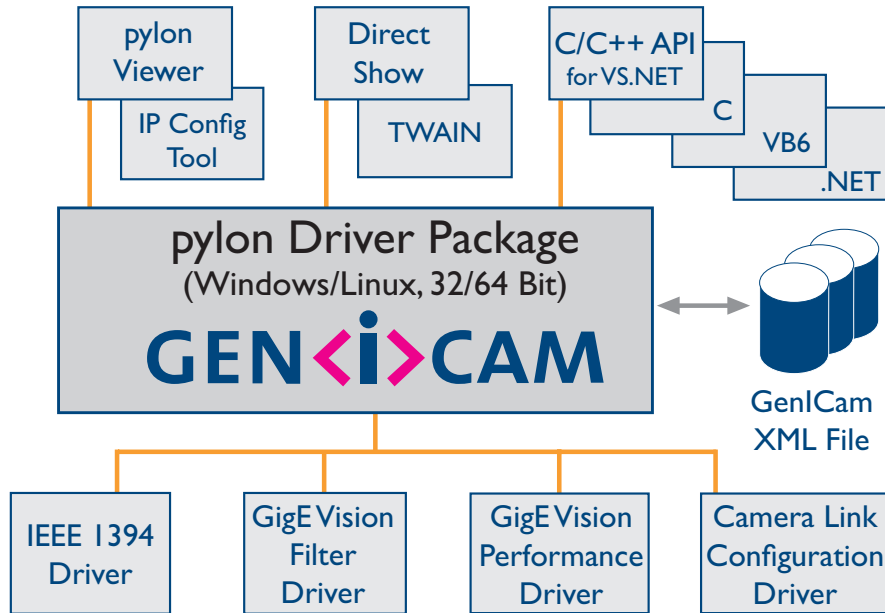 pylon
Viewer
IP Config
Tool
Direct
Show
TWAIN
C/C++ API
for VS.NET
C
VB6
.NET
pylon Driver Package
(Windows/Linux, 32/64 Bit)
GEN<i>CAM
GenICam
XML File
IEEE 1394
Driver
GigE Vision
Filter
Driver
GigE Vision
Performance
Driver
Camera Link
Configuration
Driver